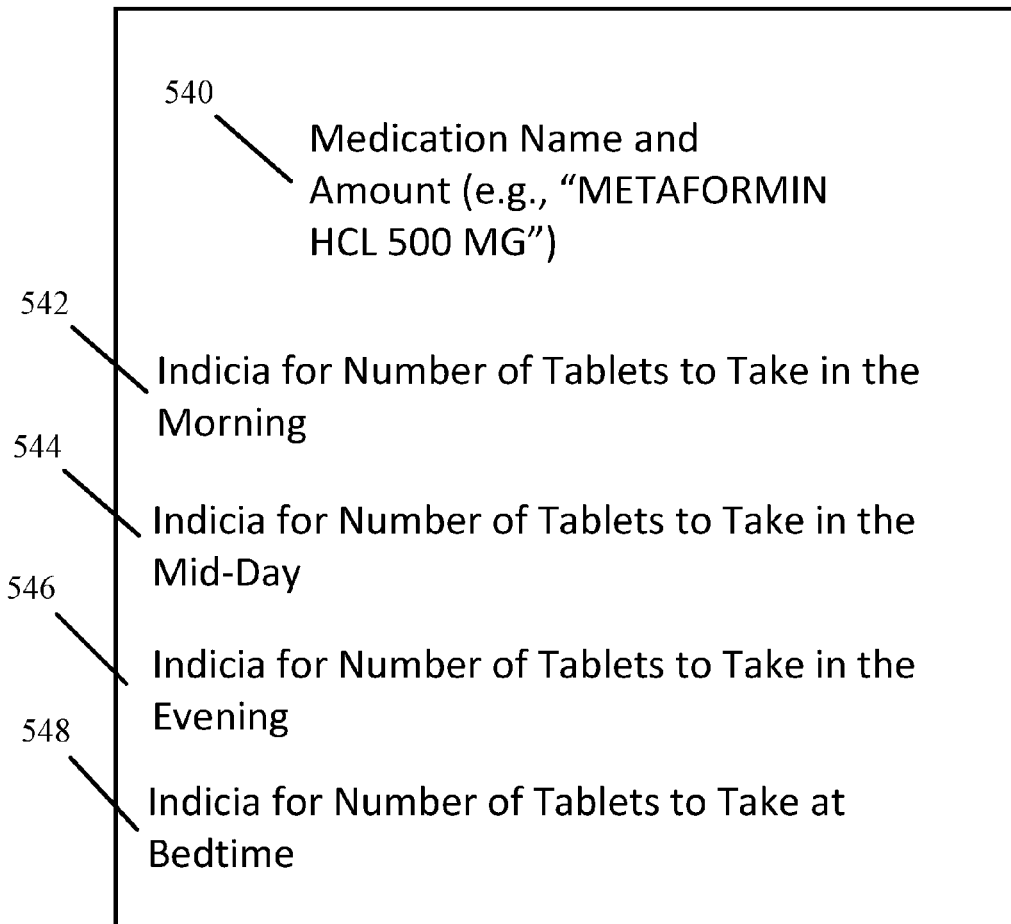 540
Medication Name and
Amount (e.g., “METAFORMIN
HCL 500 MG”)
542
Indicia for Number of Tablets to Take in the
Morning
544
Indicia for Number of Tablets to Take in the
Mid-Day
546
Indicia for Number of Tablets to Take in the
Evening
548
Indicia for Number of Tablets to Take at
Bedtime